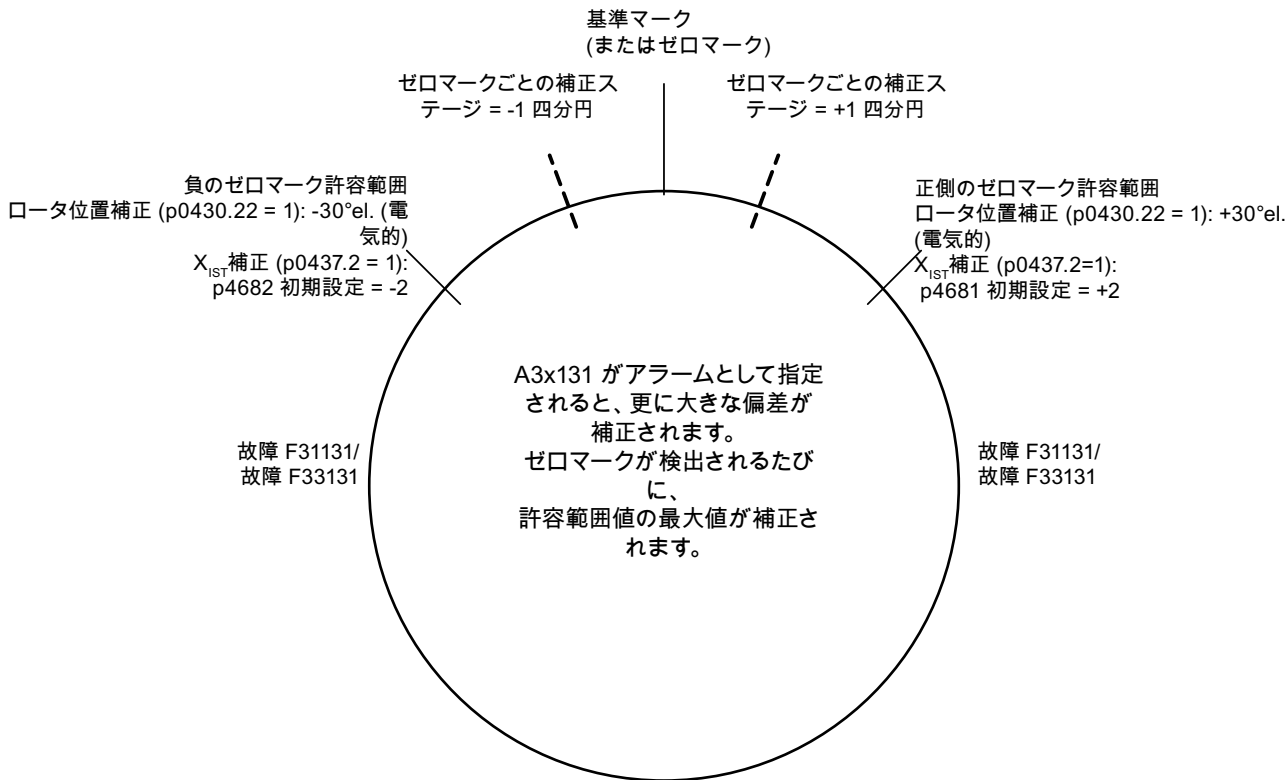 基準マーク
(またはゼロマーク)
ゼロマークごとの補正ス
テージ = -1 四分円
ゼロマークごとの補正ス
テージ = +1 四分円
負のゼロマーク許容範囲
ロータ位置補正 (p0430.22 = 1): -30°el. (電
気的)
XIST補正 (p0437.2 = 1):
p4682 初期設定 = -2
正側のゼロマーク許容範囲
ロータ位置補正 (p0430.22 = 1): +30°el.
(電気的)
XIST補正 (p0437.2=1):
p4681 初期設定 = +2
A3x131 がアラームとして指定
されると、更に大きな偏差が
補正されます。
ゼロマークが検出されるたび
に、
許容範囲値の最大値が補正さ
れます。
故障 F31131/
故障 F33131
故障 F31131/
故障 F33131